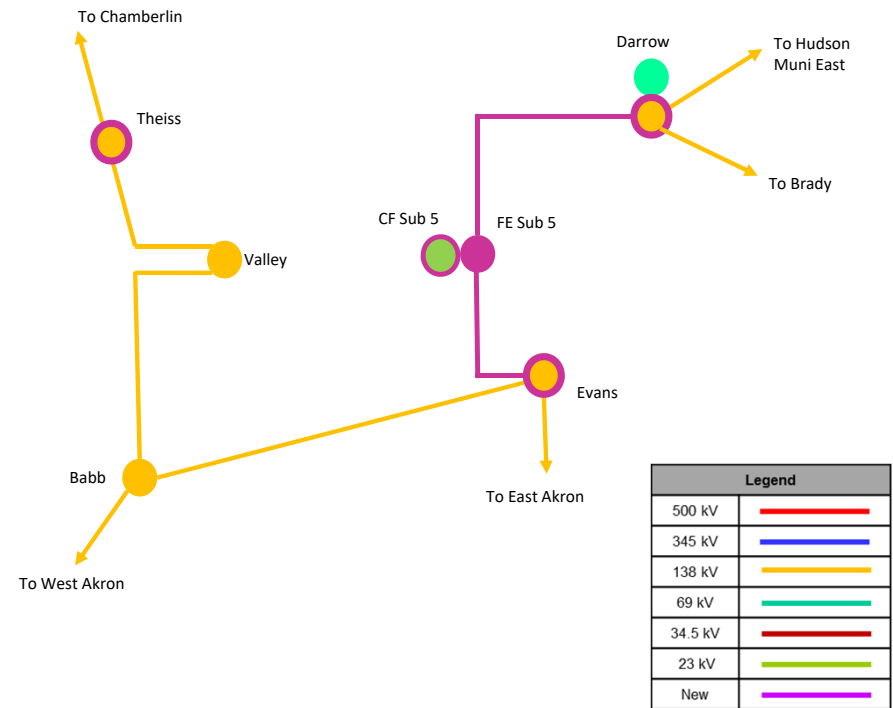 To Chamberlin
Theiss
Darrow
To Hudson
Muni East
To Brady
CF Sub 5
FE Sub 5
Valley
Evans
Babb
To East Akron
To West Akron
Legend
500 kV
345 kV
138 kV
69 kV
34.5 kV
23 kV
New